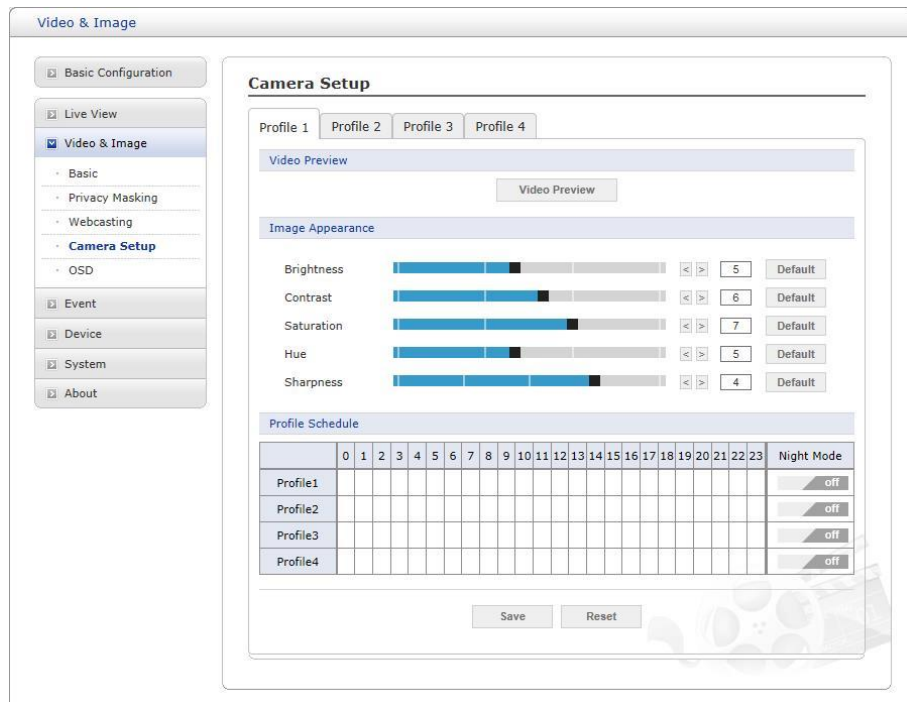 Video & Image
Basic Configuration
Live View
Video & Image
Basic
Privacy Masking
Webcasting
Camera Setup
OSD
Event
Device
System
About
Camera Setup
Profile 1 Profile 2 Profile 3 Profile 4
Video Preview
Video Preview
Image Appearance
Brightness < > 5 Default
Contrast < > 6 Default
Saturation < > 7 Default
Hue < > 5 Default
Sharpness < > 4 Default
Profile Schedule
0 1 2 3 4 5 6 7 8 9 10 11 12 13 14 15 16 17 18 19 20 21 22 23 Night Mode
Profile1 off
Profile2 off
Profile3 off
Profile4 off
Save Reset